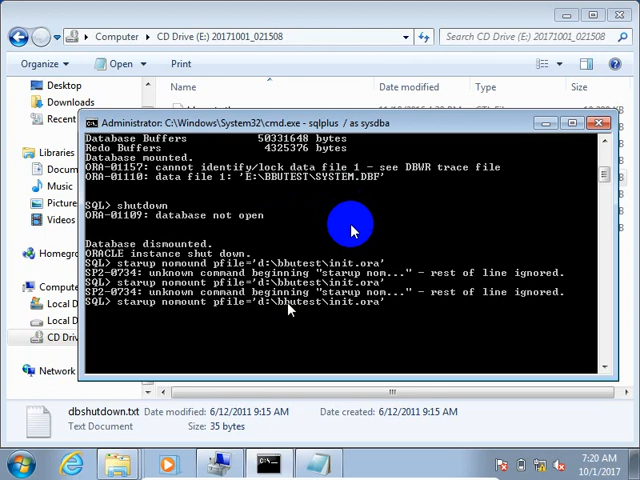 Computer
CD Drive (E:) 20171001_021508
Search CD Drive (E:) 20171001_021508
Organize
Open
Print
Desktop
Downloads
Recent
Libraries
Docum
Music
Picture
Videos
Homegro
Compute
Local D
Local D
CD Driv
Network
Date modified
Type
Size
Administrator: C:\Windows\System32\cmd.exe - sqlplus / as sysdba
Database Buffers 50331648 bytes
Redo Buffers 4325376 bytes
Database mounted.
ORA-01157: cannot identify/lock data file 1 - see DBWR trace file
ORA-01110: data file 1: 'E:\BBUTEST\SYSTEM.DBF'
SQL> shutdown
ORA-01109: database not open
Database dismounted.
ORACLE instance shut down.
SQL> starup nomound pfile='d:\bbutest\init.ora'
SP2-0734: unknown command beginning "starup nom..." - rest of line ignored.
SQL> starup nomount pfile='d:\bbutest\init.ora'
SP2-0734: unknown command beginning "starup nom..." - rest of line ignored.
SQL> starup nomount pfile='d:\bbutest\init.ora'
dbshutdown.txt Date modified: 6/12/2011 9:15 AM Date created: 6/12/2011 9:15 AM
Text Document Size: 35 bytes
7:20 AM
10/1/2017